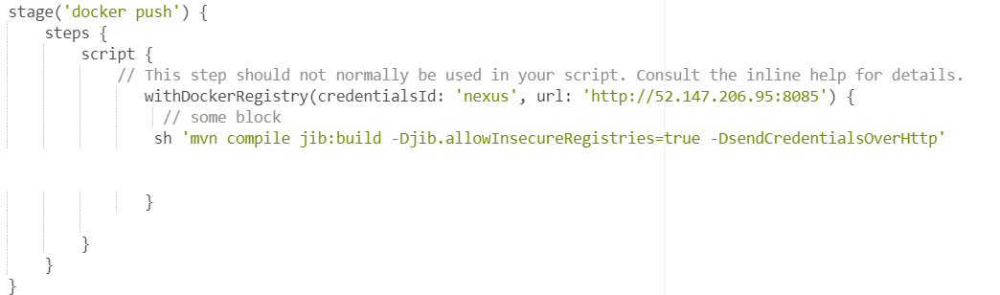 stage('docker push') {
steps {
script {
// This step should not normally be used in your script. Consult the inline help for details.
withDockerRegistry(credentialsId: 'nexus', url: 'http://52.147.206.95:8085') {
// some block
sh 'mvn compile jib:build -Djib.allowInsecureRegistries=true -DsendCredentialsOverHttp'
}
}
}
}